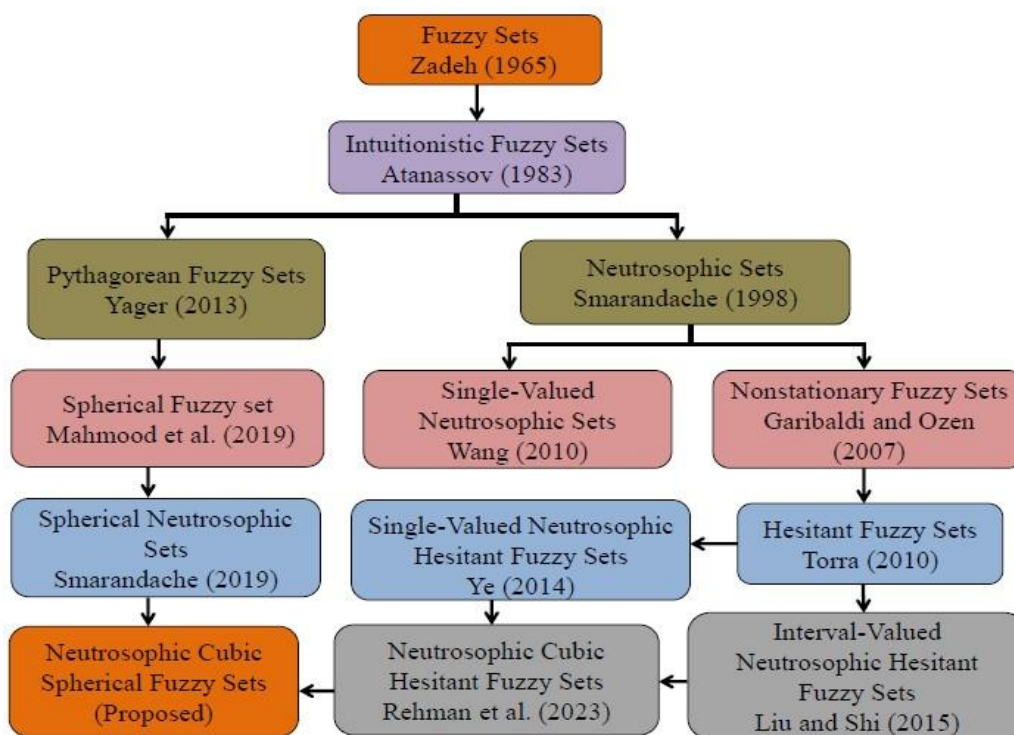 Fuzzy Sets
Zadeh (1965)
Intuitionistic Fuzzy Sets
Atanassov (1983)
Pythagorean Fuzzy Sets
Yager (2013)
Neutrosophic Sets
Smarandache (1998)
Spherical Fuzzy set
Mahmood et al. (2019)
Single-Valued
Neutrosophic Sets
Wang (2010)
Nonstationary Fuzzy Sets
Garibaldi and Ozen
(2007)
Spherical Neutrosophic
Sets
Smarandache (2019)
Single-Valued Neutrosophic
Hesitant Fuzzy Sets
Ye (2014)
Hesitant Fuzzy Sets
Torra (2010)
Neutrosophic Cubic
Spherical Fuzzy Sets
(Proposed)
Neutrosophic Cubic
Hesitant Fuzzy Sets
Rehman et al. (2023)
Interval-Valued
Neutrosophic Hesitant
Fuzzy Sets
Liu and Shi (2015)